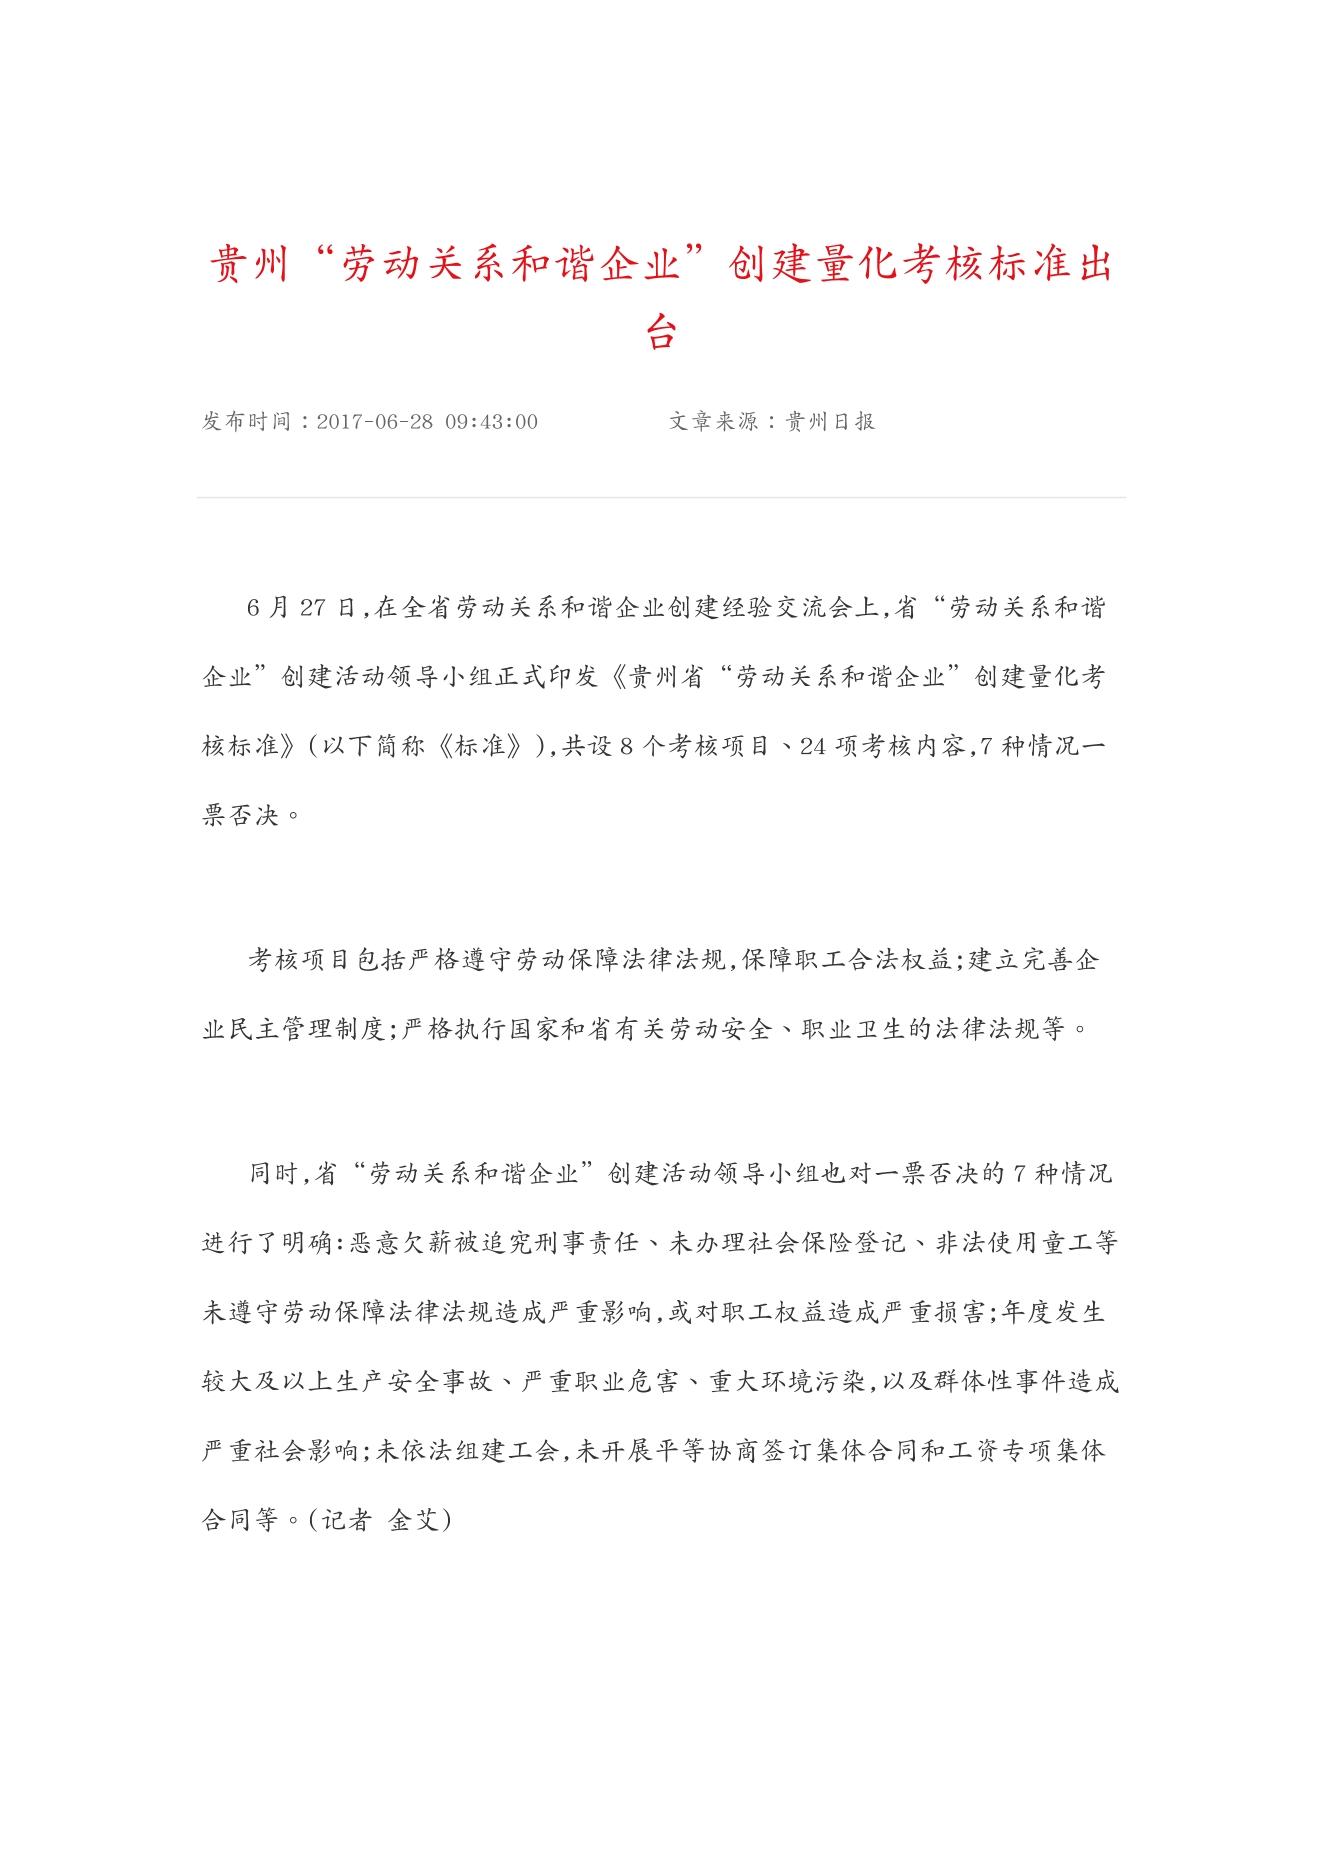 贵州“劳动关系和谐企业”创建量化考核标准出
台
发布时间：2017-06-28 09:43:00 文章来源：贵州日报
6 月 27 日,在全省劳动关系和谐企业创建经验交流会上,省“劳动关系和谐
企业”创建活动领导小组正式印发《贵州省“劳动关系和谐企业”创建量化考
核标准》(以下简称《标准》),共设 8 个考核项目、24 项考核内容,7 种情况一
票否决。
考核项目包括严格遵守劳动保障法律法规,保障职工合法权益;建立完善企
业民主管理制度;严格执行国家和省有关劳动安全、职业卫生的法律法规等。
同时,省“劳动关系和谐企业”创建活动领导小组也对一票否决的 7 种情况
进行了明确:恶意欠薪被追究刑事责任、未办理社会保险登记、非法使用童工等
未遵守劳动保障法律法规造成严重影响,或对职工权益造成严重损害;年度发生
较大及以上生产安全事故、严重职业危害、重大环境污染,以及群体性事件造成
严重社会影响;未依法组建工会,未开展平等协商签订集体合同和工资专项集体
合同等。(记者 金艾)